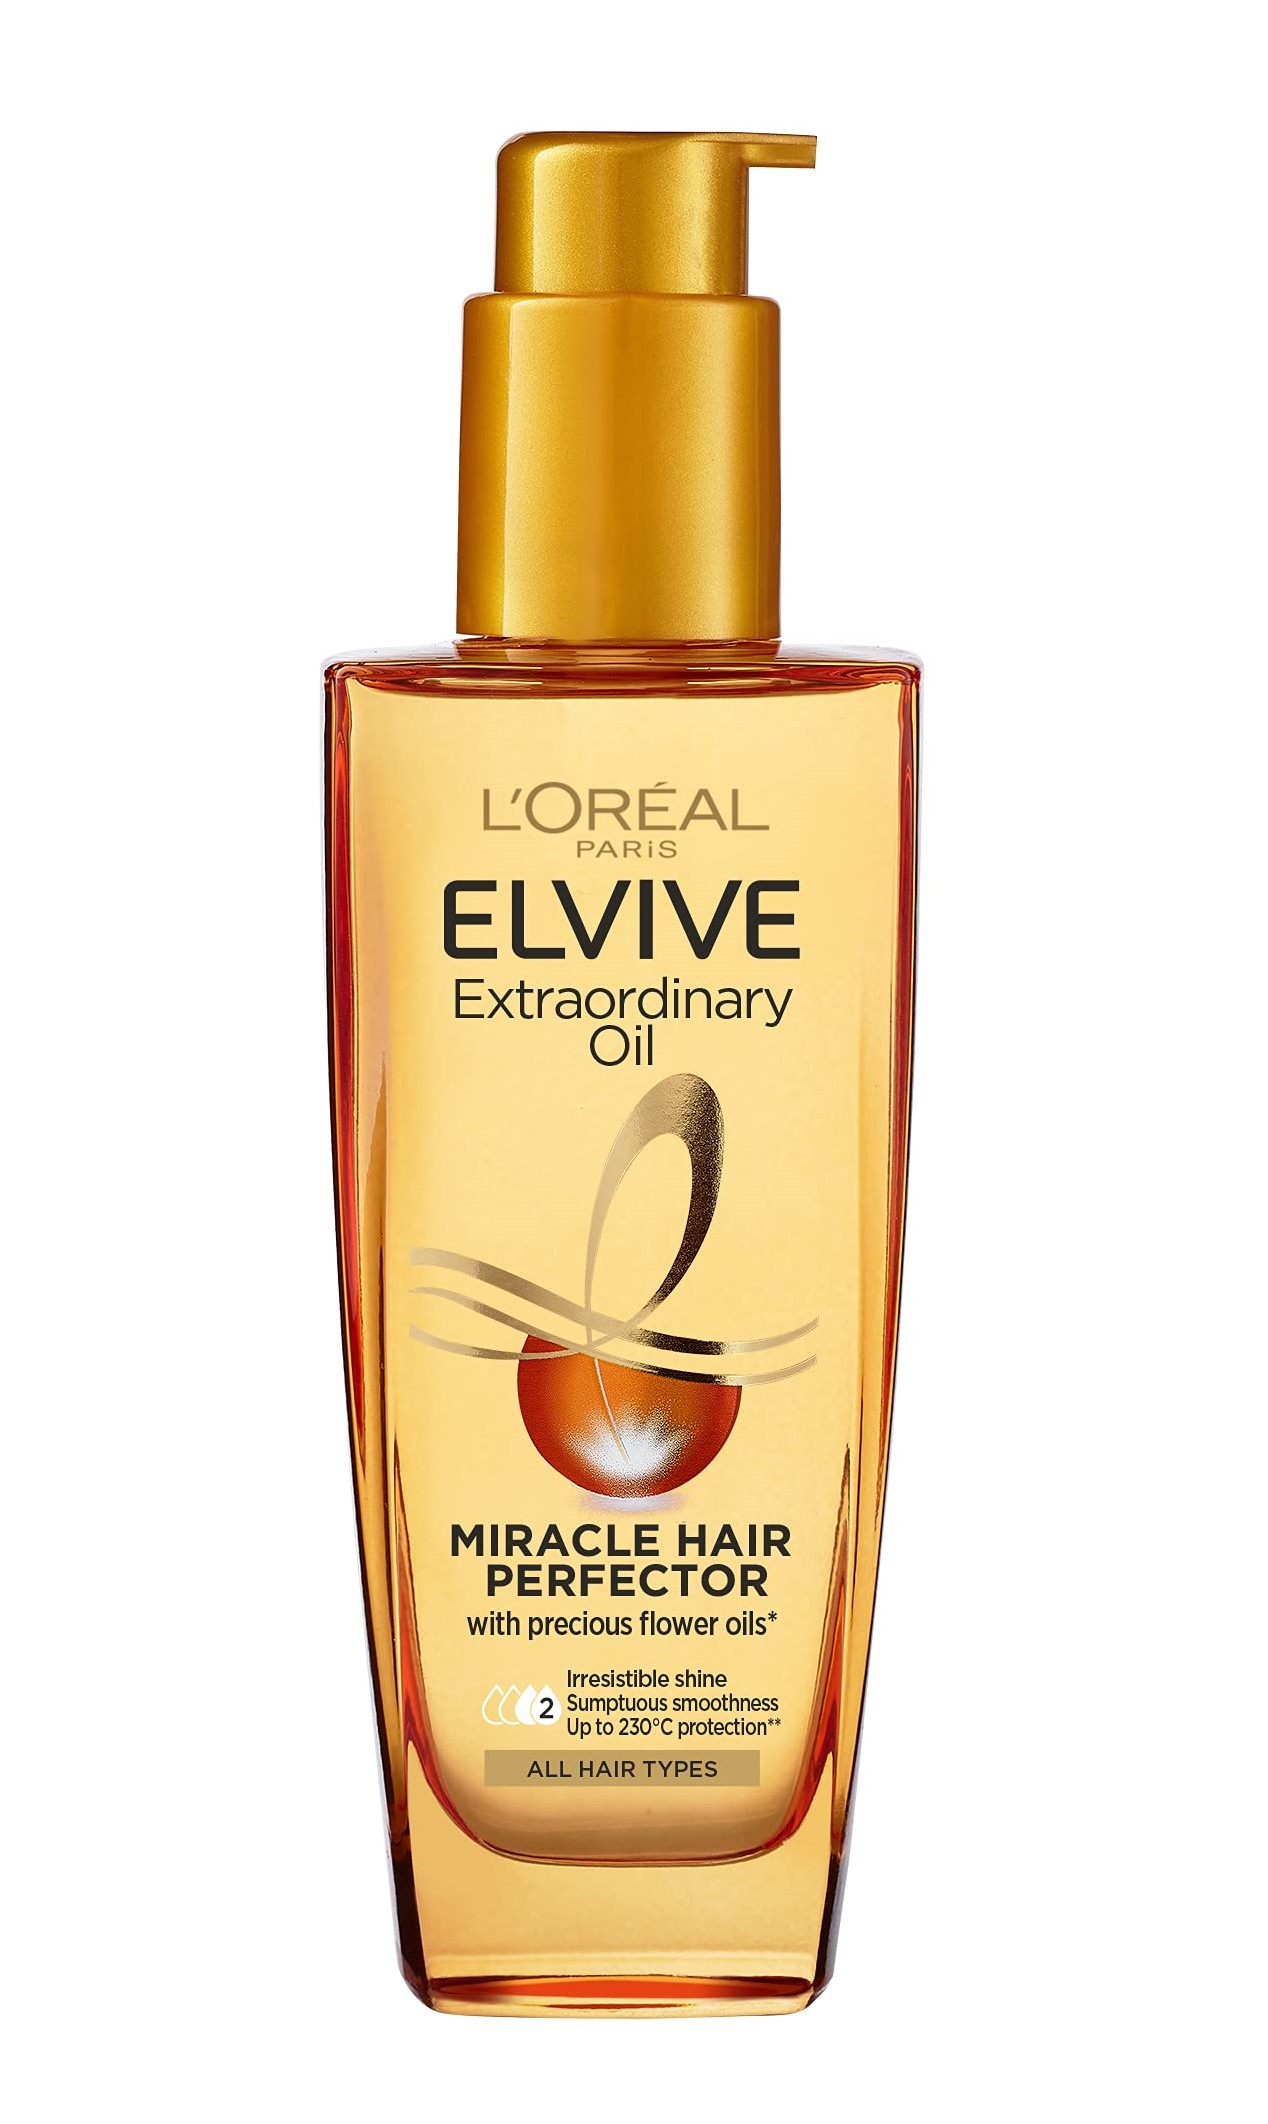 L'ORÉAL
PARiS
ELVIVE
Extraordinary
Oil
MIRACLE HAIR
PERFECTOR
with precious flower oils*
Irresistible shine
2 Sumptuous smoothness
Up to 230°C protection**
ALL HAIR TYPES